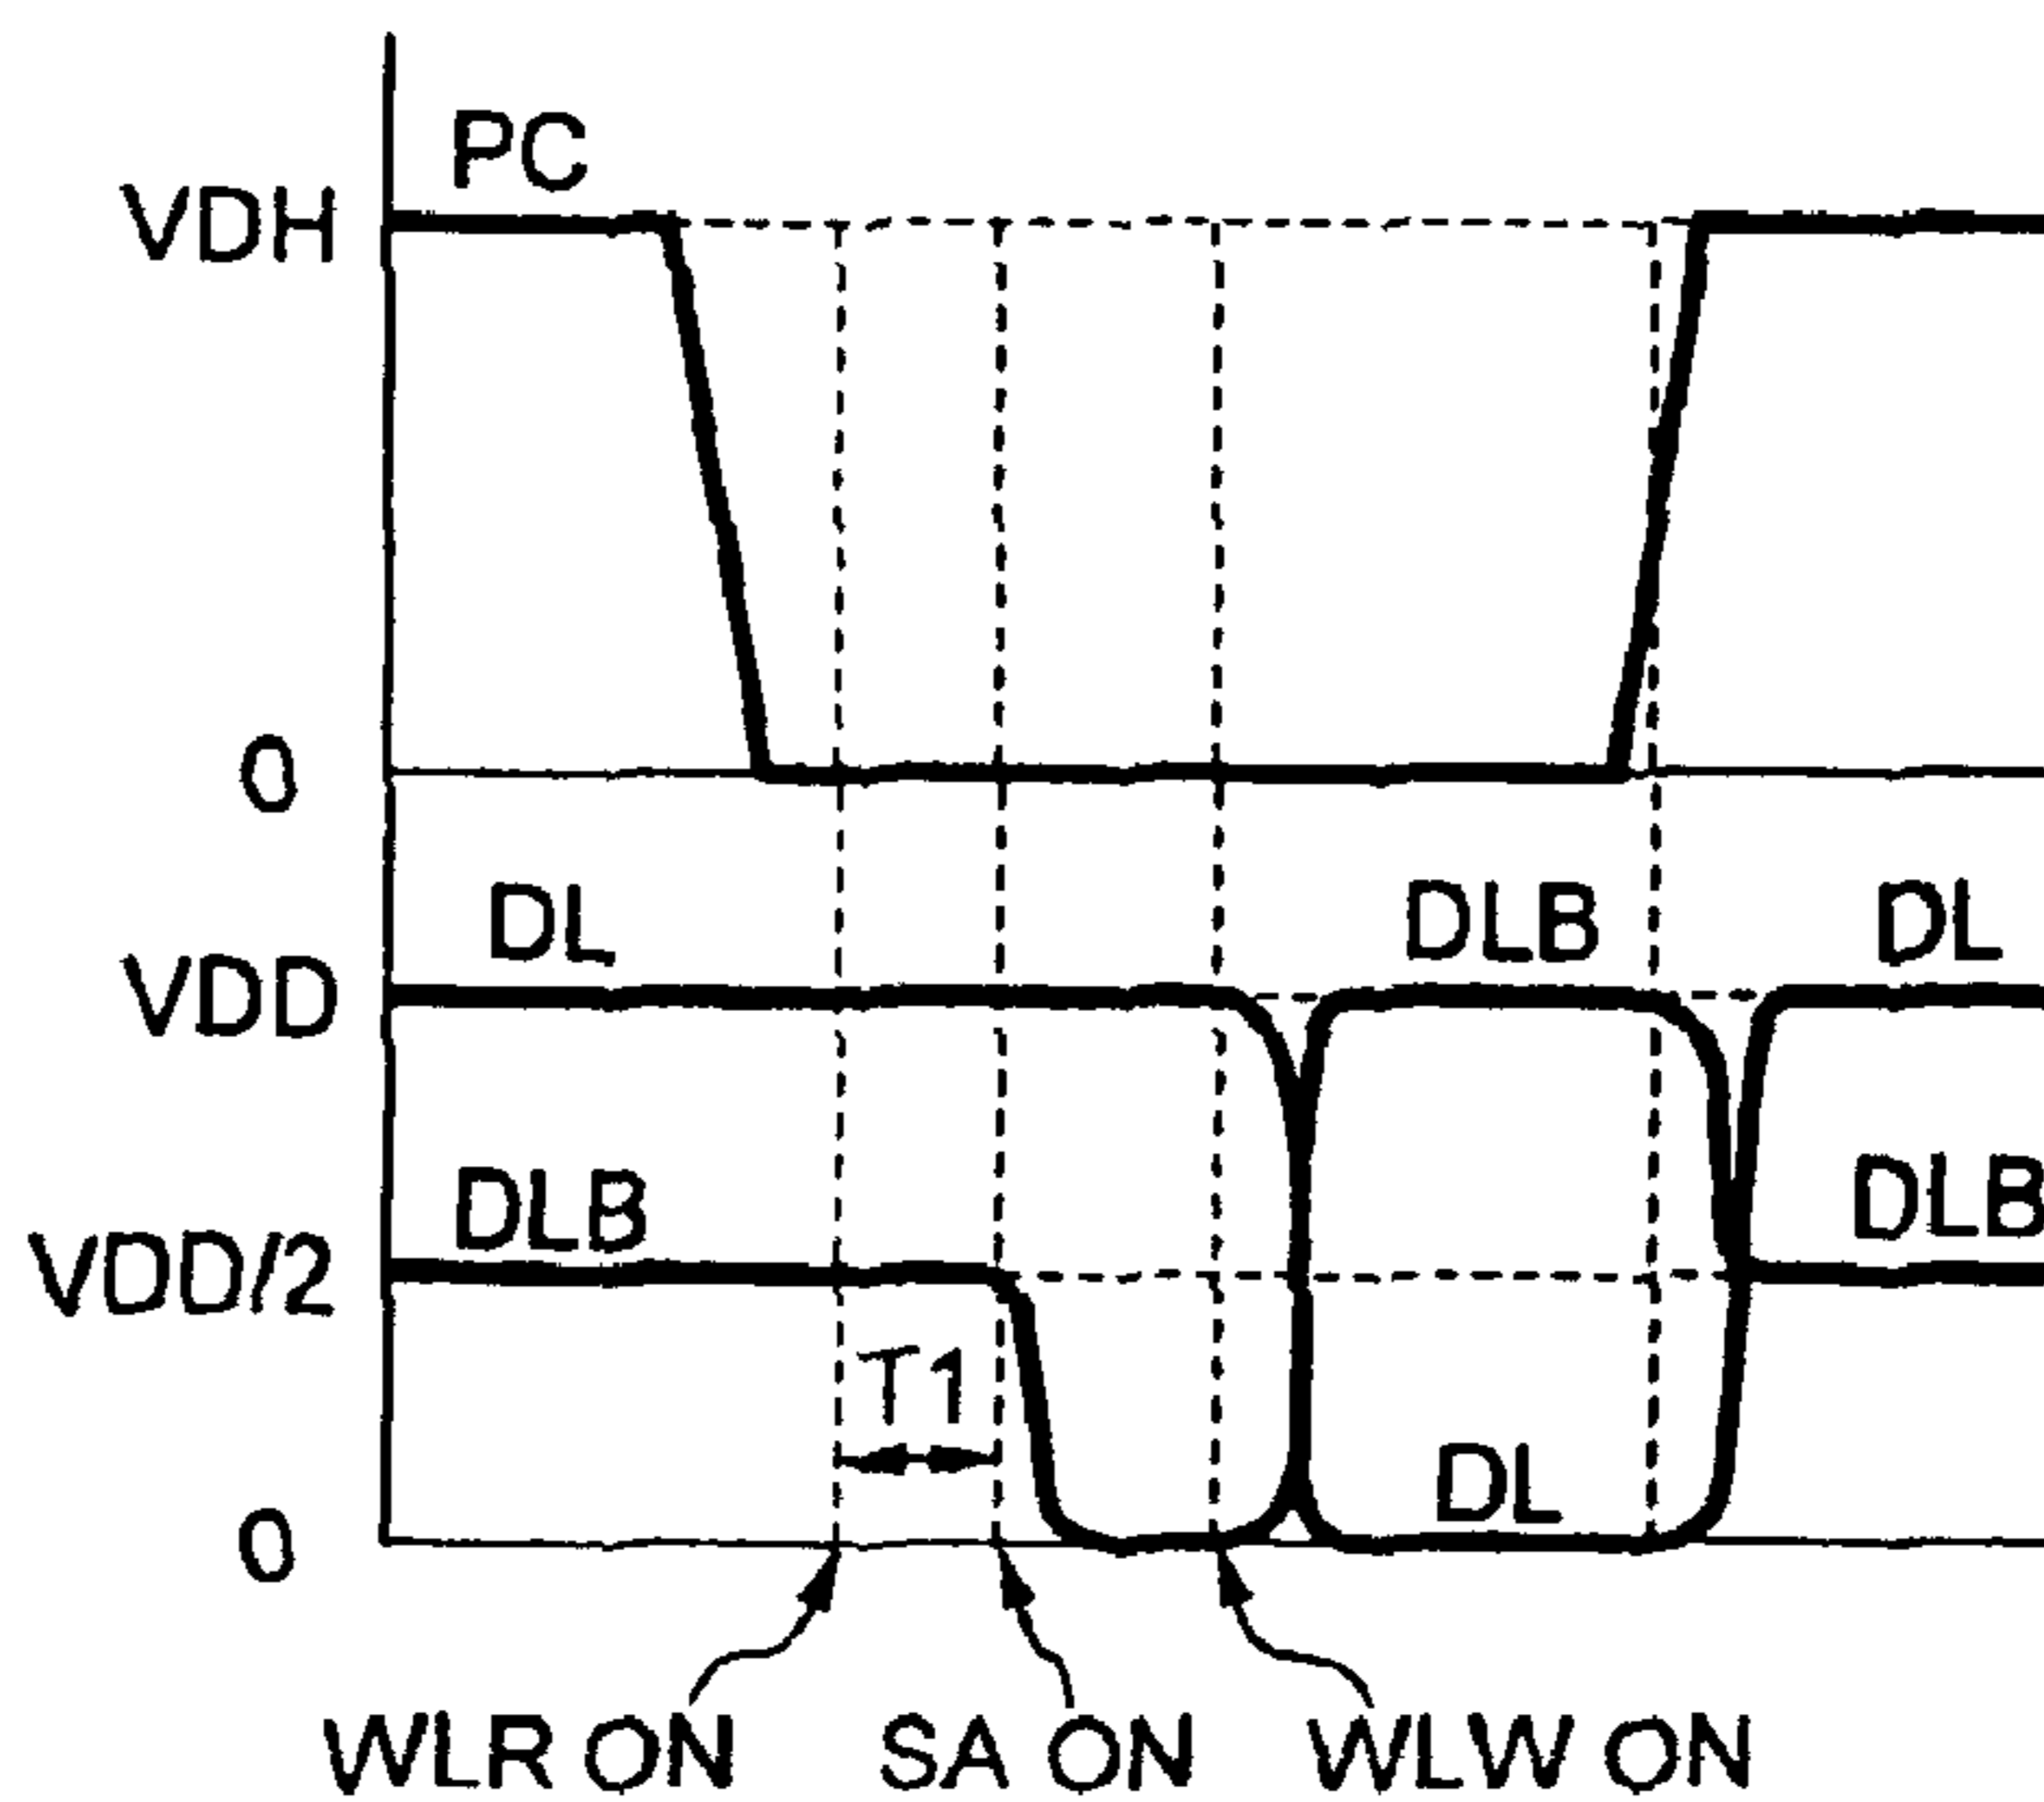 PC
VDH
0
DL DLB DL
VDD
DLB DLB
VDD/2
T1
DL
0
WLR ON SA ON WLW ON